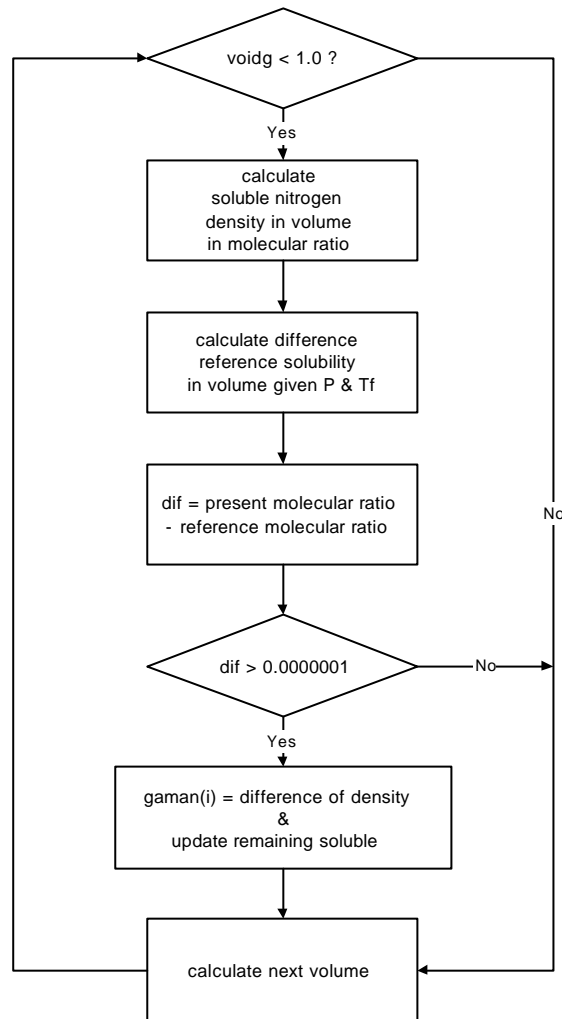 voidg < 1.0 ?
Yes
calculate
soluble nitrogen
density in volume
in molecular ratio
calculate difference
reference solubility
in volume given P & Tf
dif = present molecular ratio
- reference molecular ratio
No
dif > 0.0000001
No
Yes
gaman(i) = difference of density
&
update remaining soluble
calculate next volume